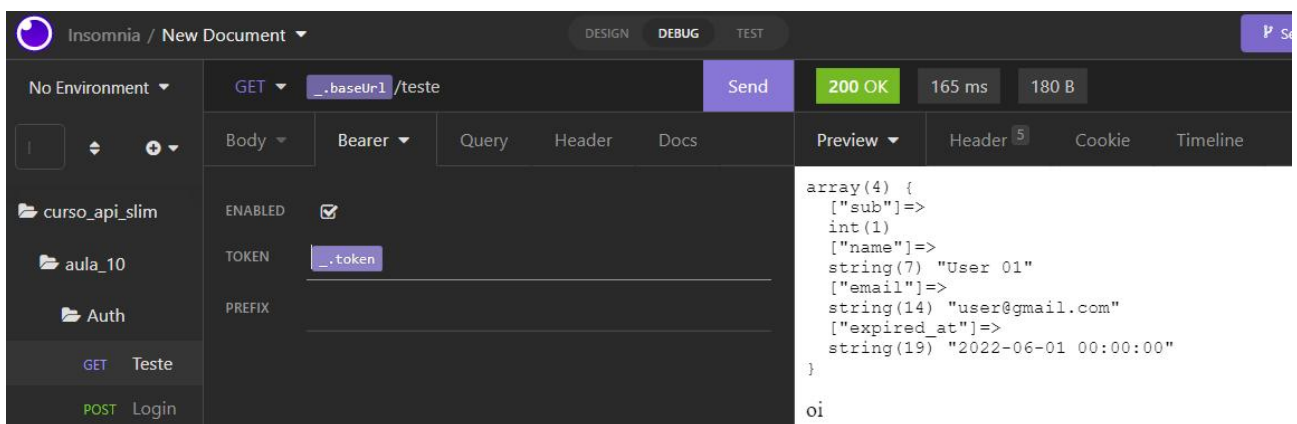 Insomnia / New Document
DESIGN DEBUG TEST
No Environment
GET _.baseUrl /teste Send
200 OK 165 ms 180 B
Body Bearer Query Header Docs
Preview Header 5 Cookie Timeline
curso_api_slim
aula_10
Auth
GET Teste
POST Login
ENABLED
TOKEN _.token
PREFIX
array(4) {
["sub"]=>
int(1)
["name"]=>
string(7) "User 01"
["email"]=>
string(14) "user@gmail.com"
["expired_at"]=>
string(19) "2022-06-01 00:00:00"
}
oi